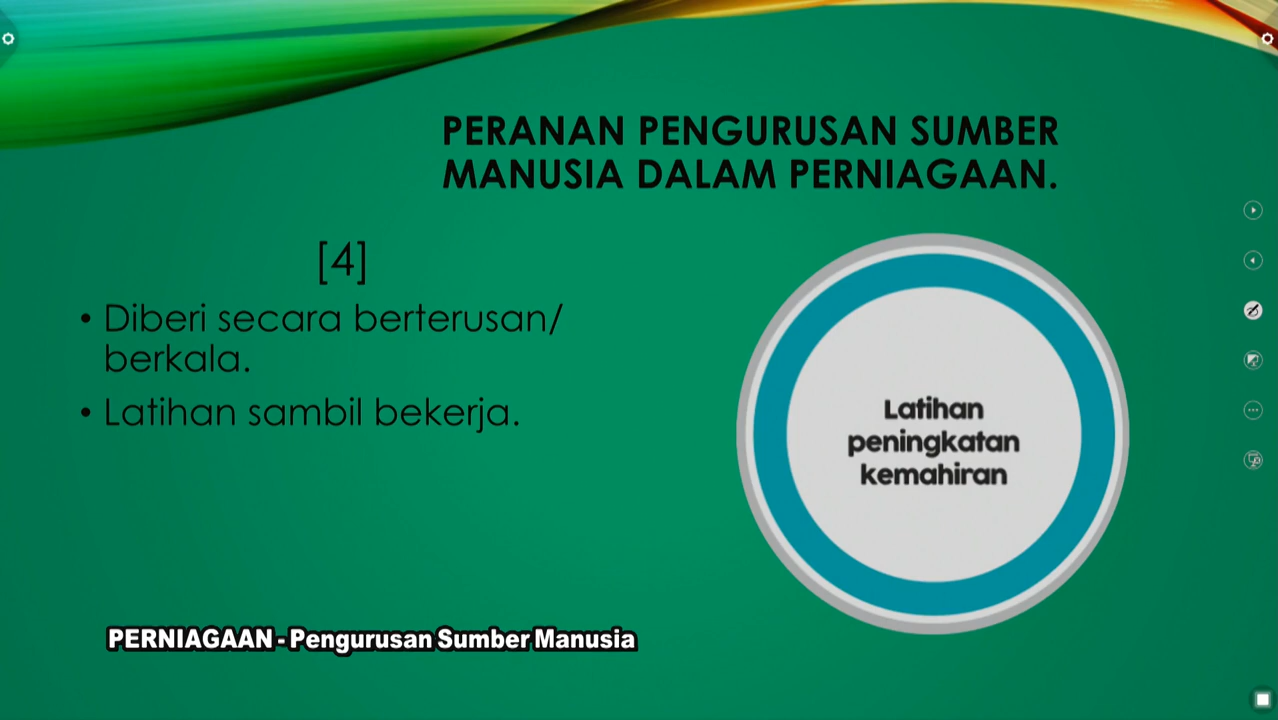 PERANAN PENGURUSAN SUMBER
MANUSIA DALAM PERNIAGAAN.
[4]
• Diberi secara berterusan/
berkala.
• Latihan sambil bekerja.
Latihan
peningkatan
kemahiran
PERNIAGAAN - Pengurusan Sumber Manusia